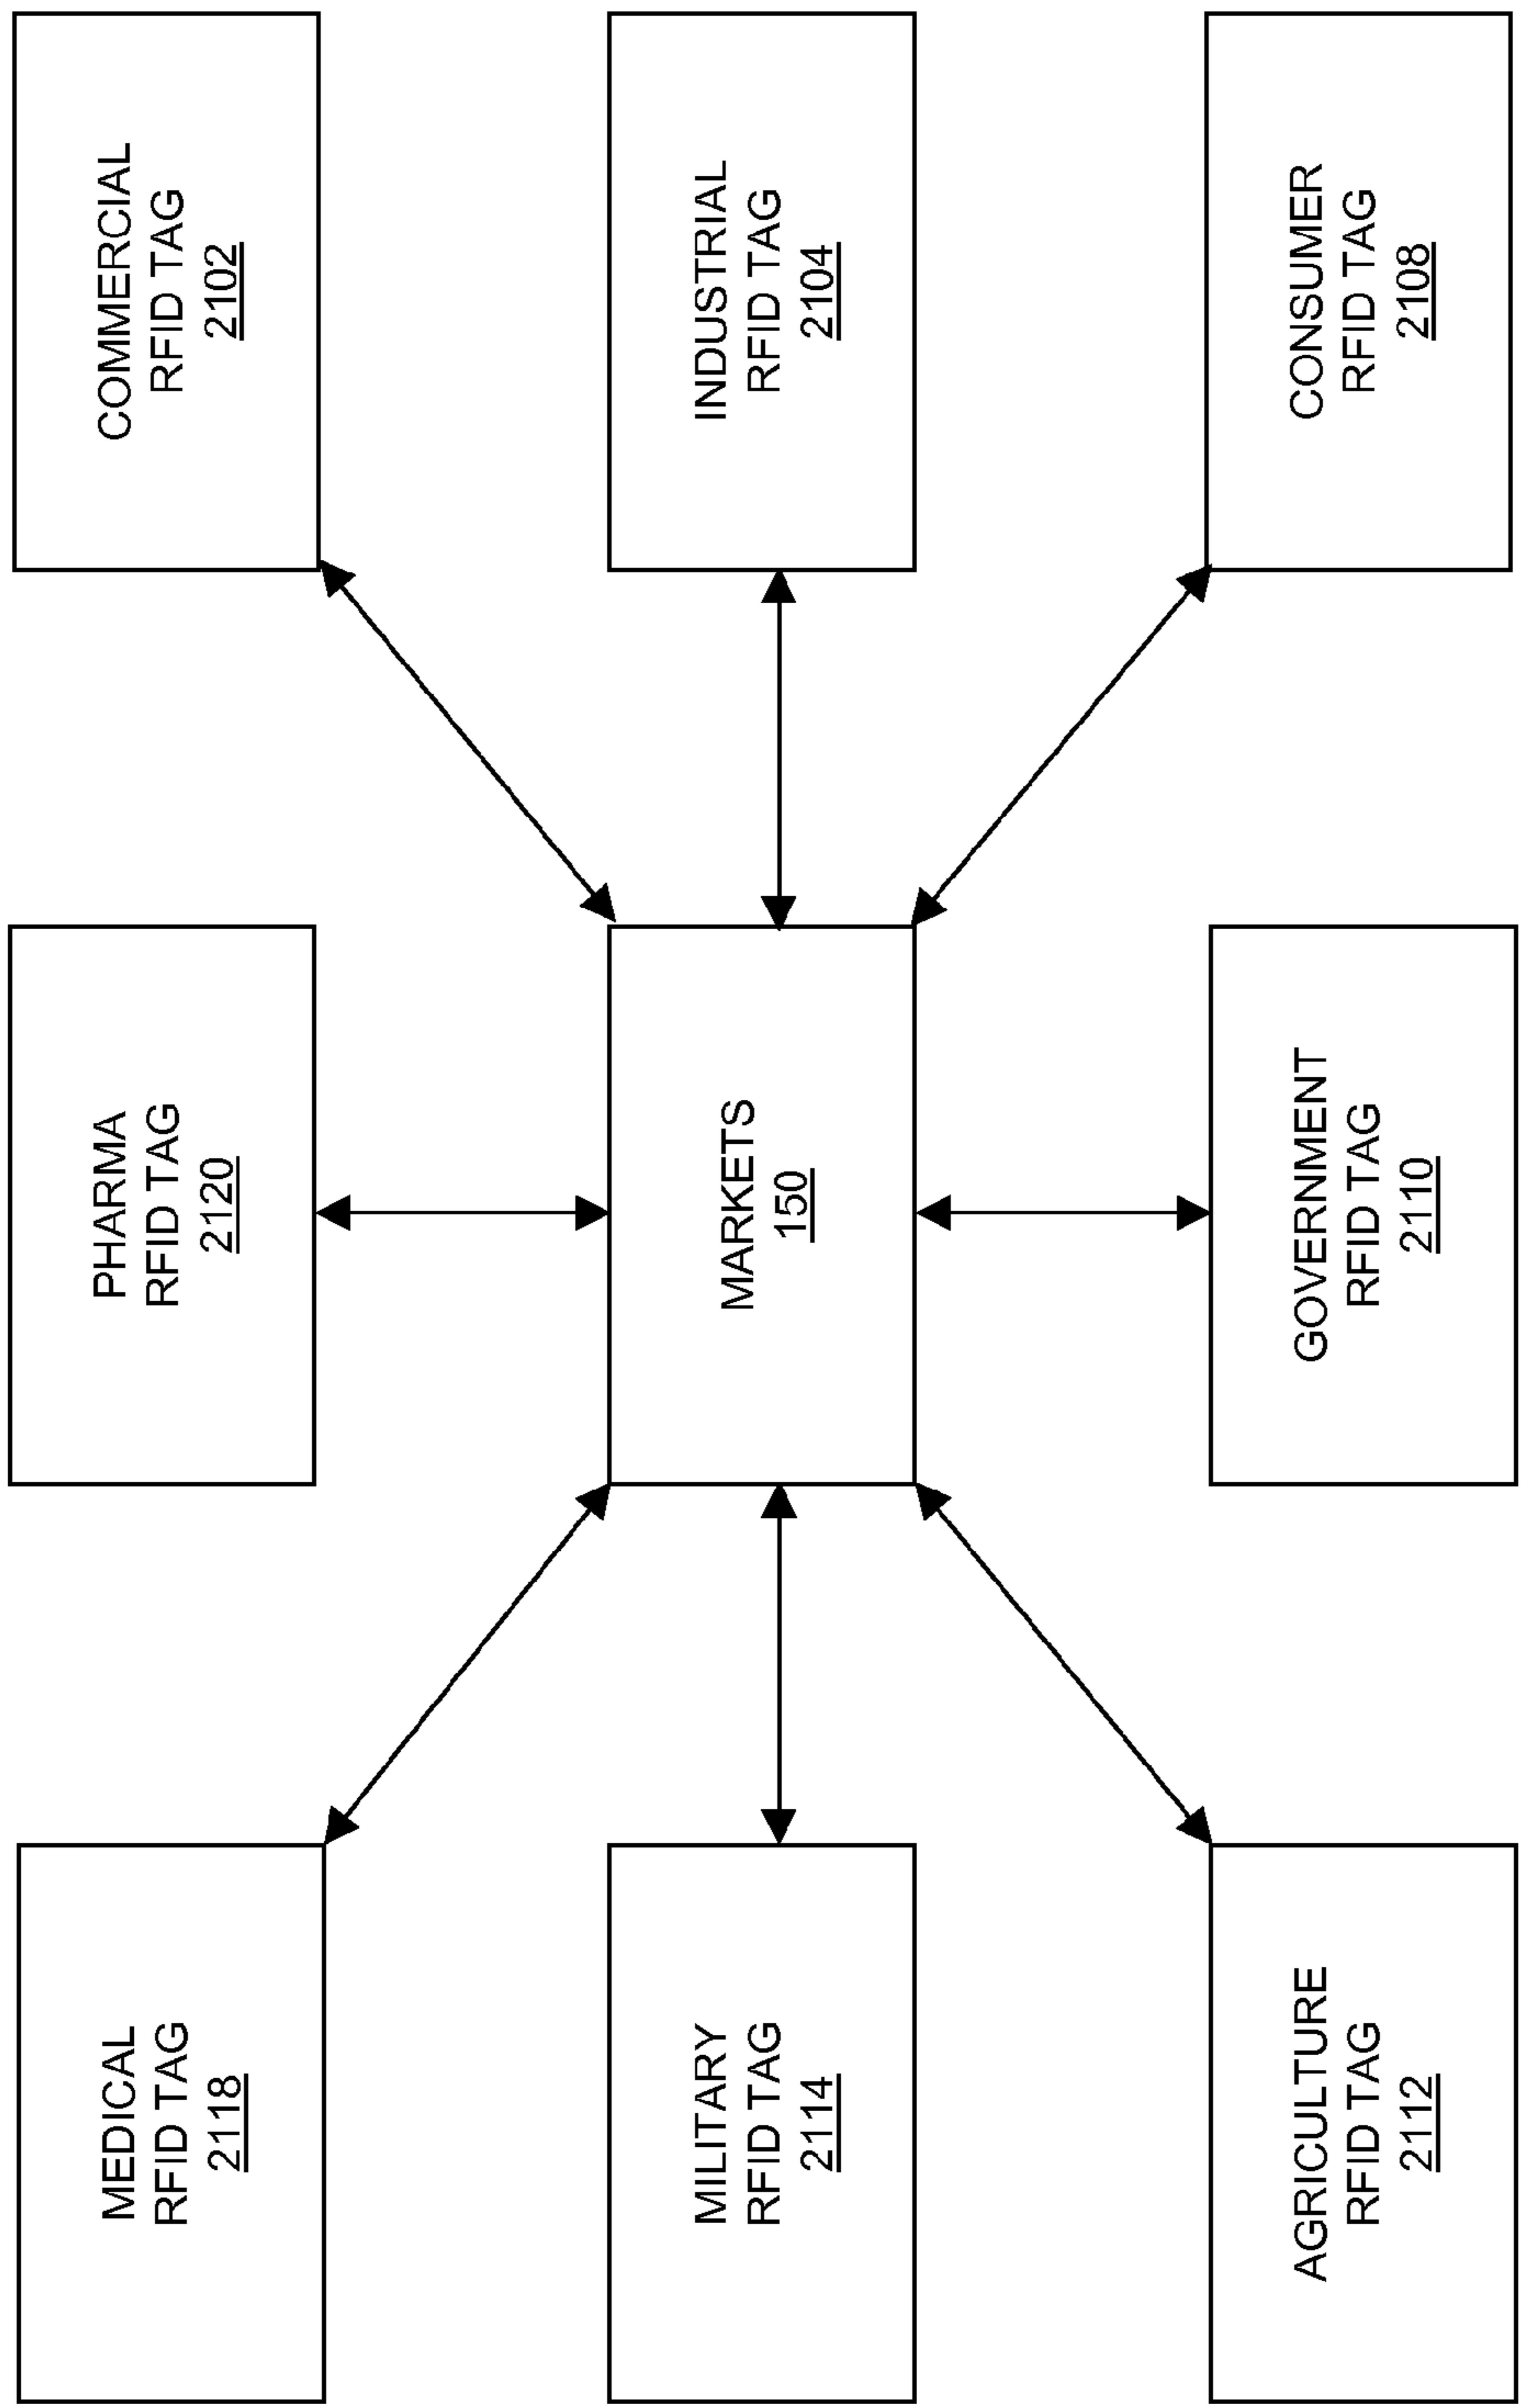 MEDICAL
RFID TAG
2118
PHARMA
RFID TAG
2120
COMMERCIAL
RFID TAG
2102
MILITARY
RFID TAG
2114
MARKETS
150
INDUSTRIAL
RFID TAG
2104
AGRICULTURE
RFID TAG
2112
GOVERNMENT
RFID TAG
2110
CONSUMER
RFID TAG
2108